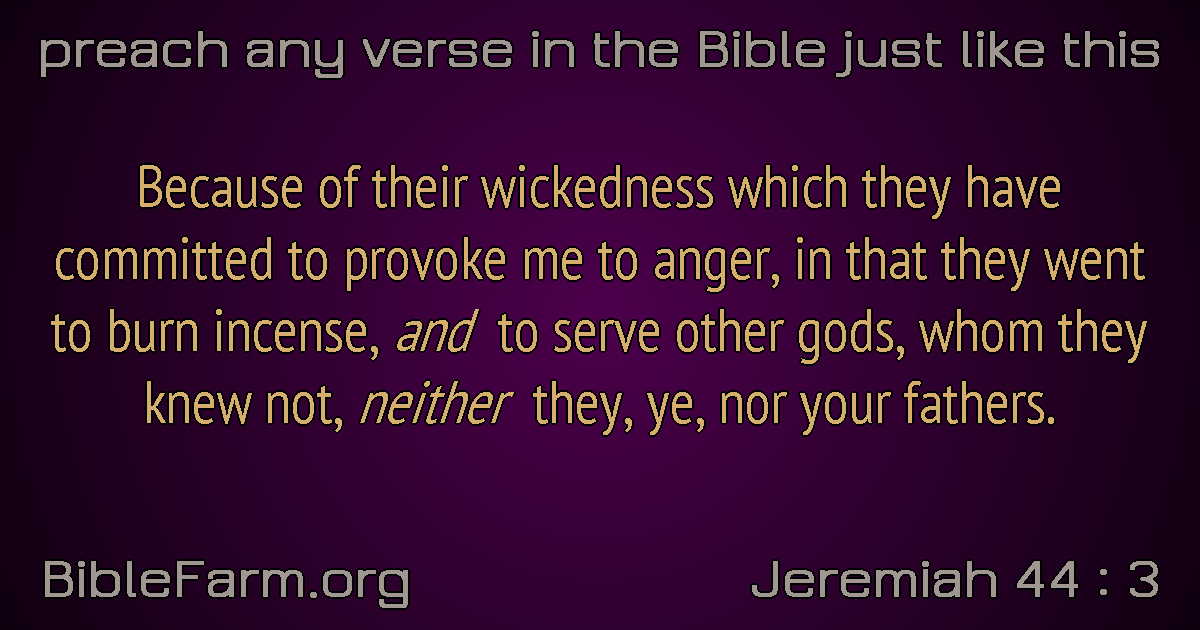 preach any verse in the Bible just like this
Because of their wickedness which they have
committed to provoke me to anger, in that they went
to burn incense, and to serve other gods, whom they
knew not, neither they, ye, nor your fathers.
BibleFarm.org
Jeremiah 44 : 3